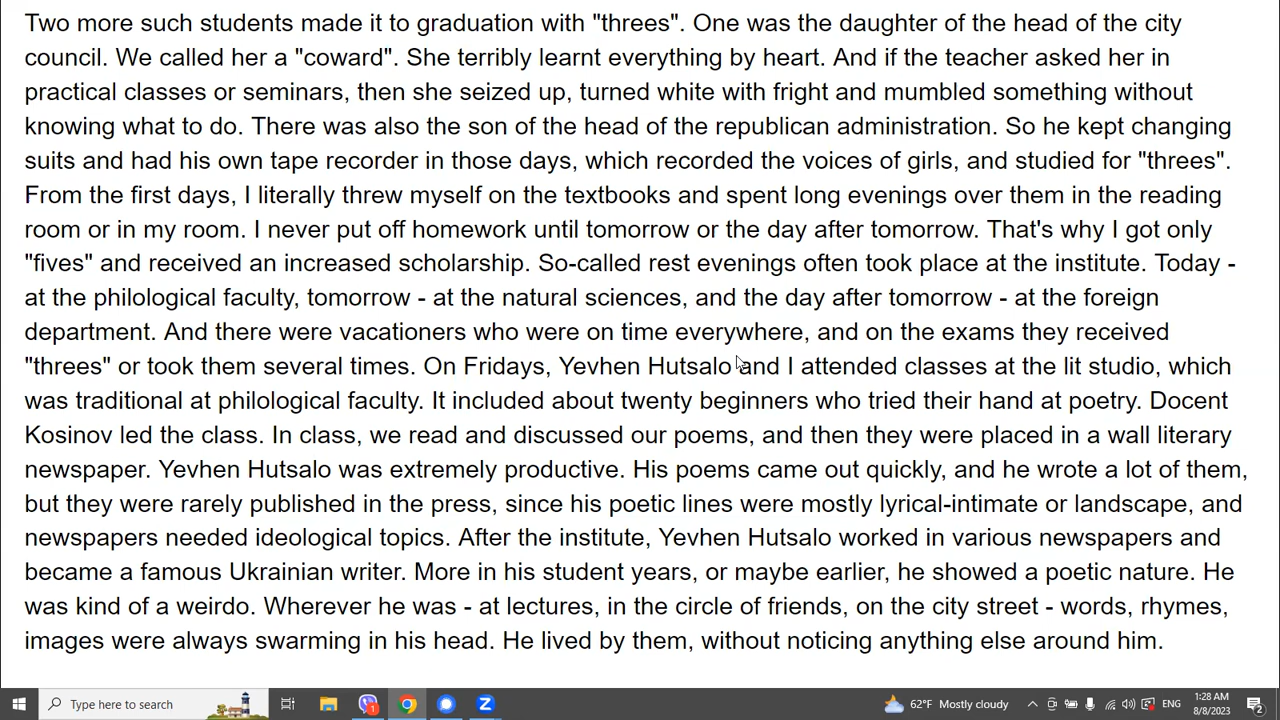 Two more such students made it to graduation with "threes". One was the daughter of the head of the city
council. We called her a "coward". She terribly learnt everything by heart. And if the teacher asked her in
practical classes or seminars, then she seized up, turned white with fright and mumbled something without
knowing what to do. There was also the son of the head of the republican administration. So he kept changing
suits and had his own tape recorder in those days, which recorded the voices of girls, and studied for "threes".
From the first days, I literally threw myself on the textbooks and spent long evenings over them in the reading
room or in my room. I never put off homework until tomorrow or the day after tomorrow. That's why I got only
"fives" and received an increased scholarship. So-called rest evenings often took place at the institute. Today -
at the philological faculty, tomorrow - at the natural sciences, and the day after tomorrow - at the foreign
department. And there were vacationers who were on time everywhere, and on the exams they received
"threes" or took them several times. On Fridays, Yevhen Hutsalo and I attended classes at the lit studio, which
was traditional at philological faculty. It included about twenty beginners who tried their hand at poetry. Docent
Kosinov led the class. In class, we read and discussed our poems, and then they were placed in a wall literary
newspaper. Yevhen Hutsalo was extremely productive. His poems came out quickly, and he wrote a lot of them,
but they were rarely published in the press, since his poetic lines were mostly lyrical-intimate or landscape, and
newspapers needed ideological topics. After the institute, Yevhen Hutsalo worked in various newspapers and
became a famous Ukrainian writer. More in his student years, or maybe earlier, he showed a poetic nature. He
was kind of a weirdo. Wherever he was - at lectures, in the circle of friends, on the city street - words, rhymes,
images were always swarming in his head. He lived by them, without noticing anything else around him.
Type here to search
1
62°F Mostly cloudy
ENG
1:28 AM
8/8/2023
2